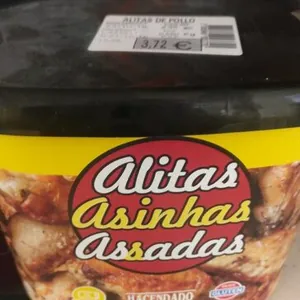 ALITAS DE POLLO
3,72 €
Alitas
Asinhas
Assadas
HACENDADO